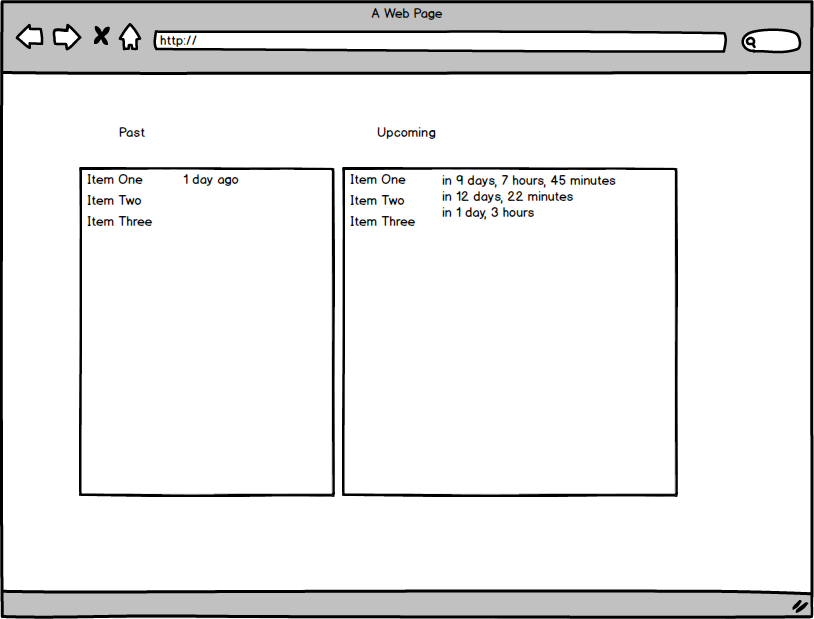 A Web Page
http://
Past
Upcoming
Item One 1 day ago
Item Two
Item Three
Item One in 9 days, 7 hours, 45 minutes
Item Two in 12 days, 22 minutes
Item Three in 1 day, 3 hours